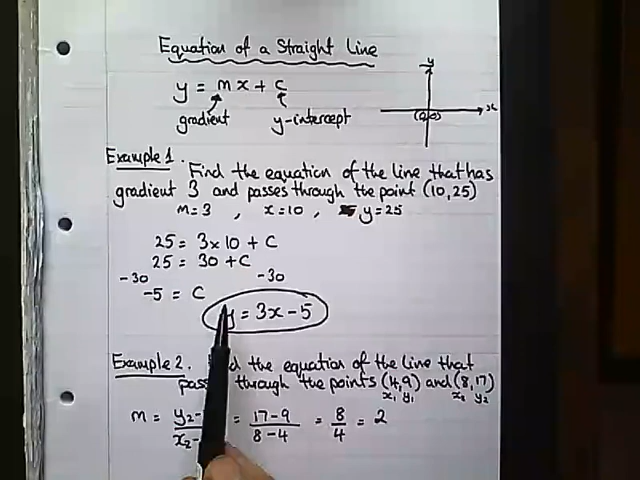 Equation of a Straight Line
y = mx + c
gradient y-intercept
y
x
(0,0)
Example 1. Find the equation of the line that has
gradient 3 and passes through the point (10,25)
m=3 , x=10 , y=25
25 = 3x10 + C
25 = 30 + C
-30 -30
-5 = C
y = 3x - 5
Example 2. the equation of the line that
through the points (4,9) and (8,17)
x₁ y₁ x₂ y₂
m = = 17-9 / 8-4 = 8/4 = 2